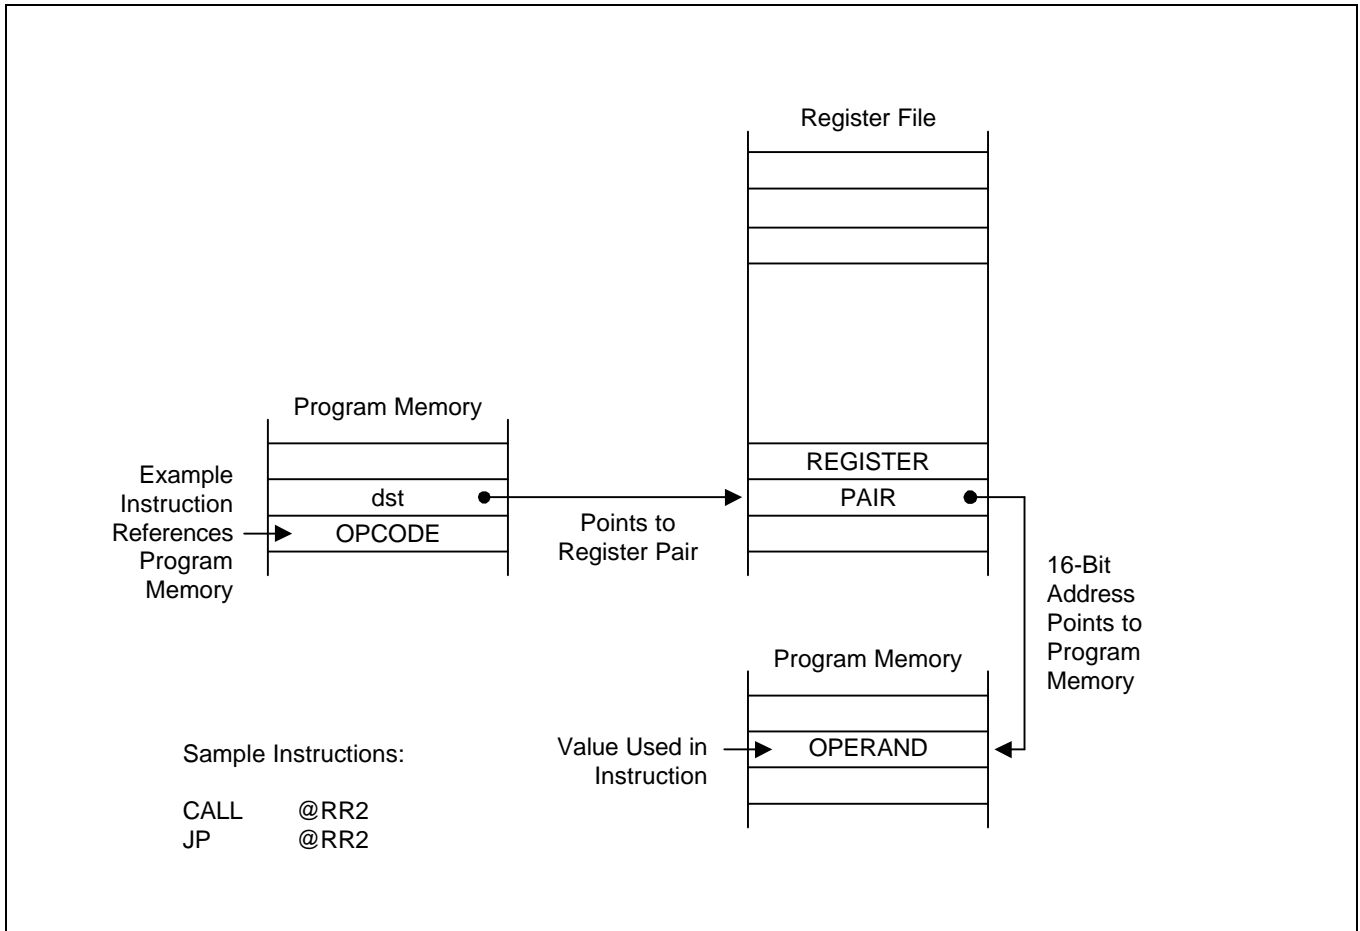 Register File
Program Memory
REGISTER
Example
Instruction
References
Program
Memory
dst
PAIR
OPCODE
Points to
Register Pair
16-Bit
Address
Points to
Program
Memory
Program Memory
Value Used in
Instruction
OPERAND
Sample Instructions:
CALL @RR2
JP @RR2